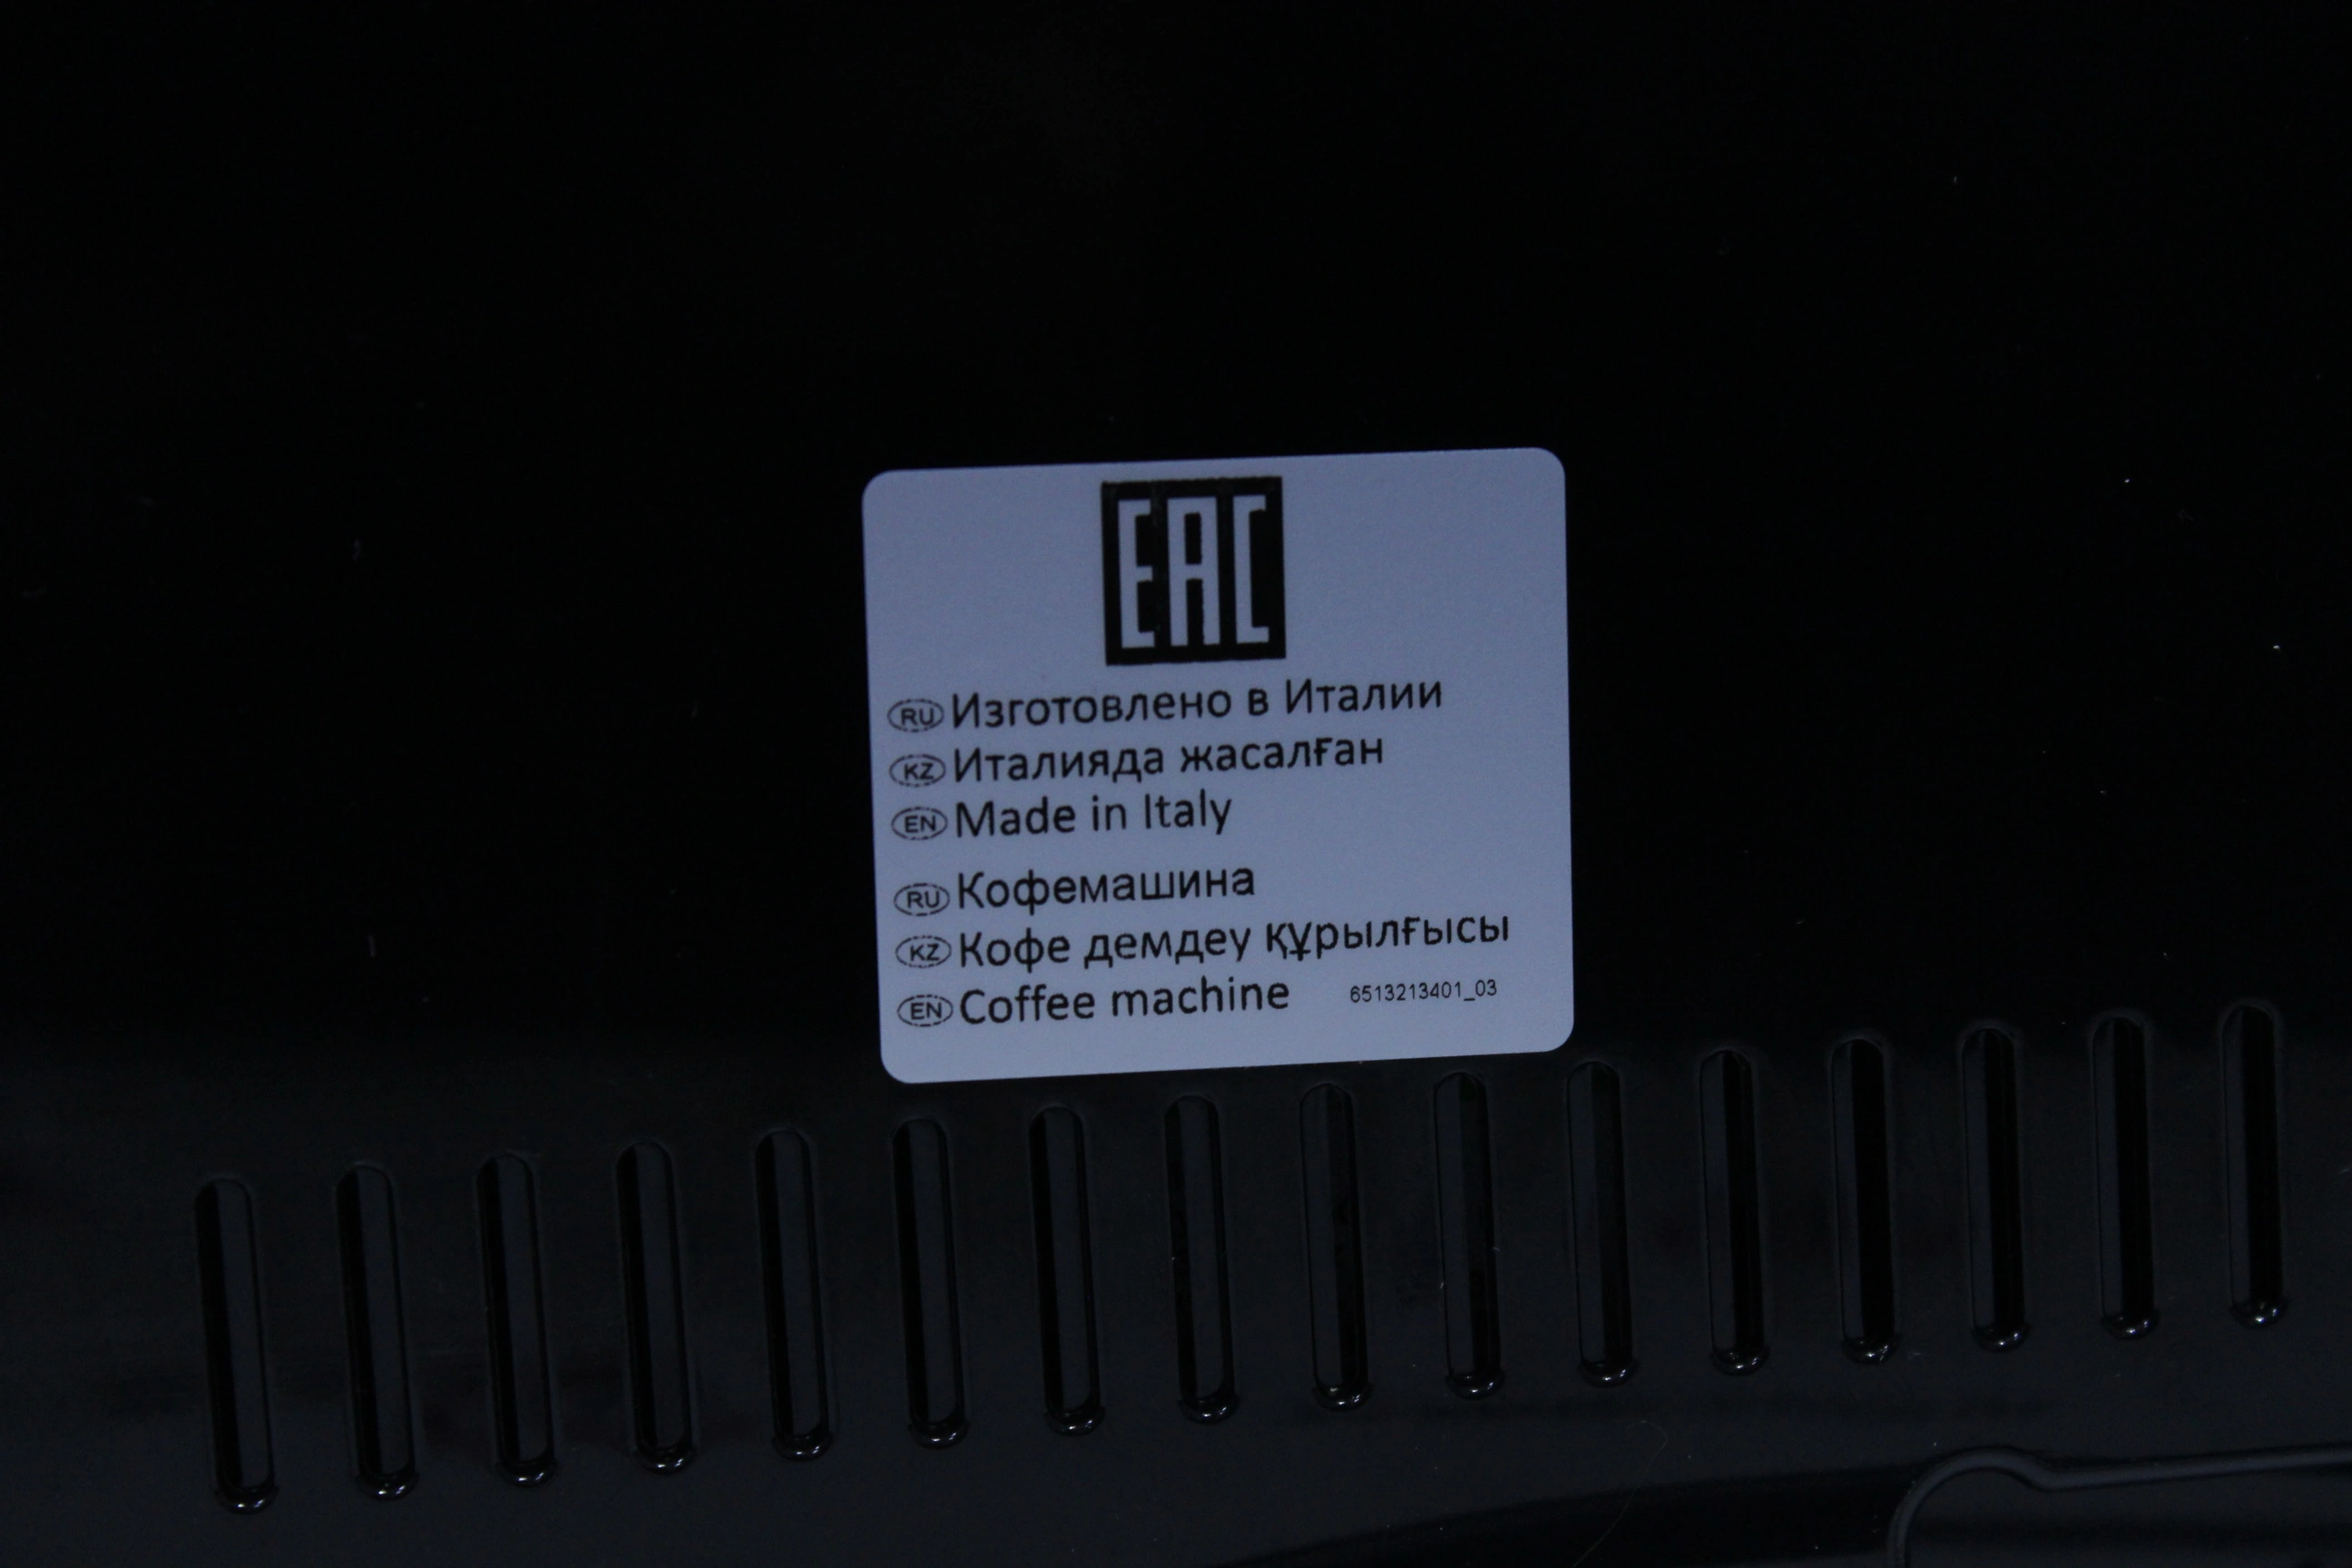 EAC
RU Изготовлено в Италии
KZ Италияда жасалған
EN Made in Italy
RU Кофемашина
KZ Кофе демдеу құрылғысы
EN Coffee machine 6513213401_03